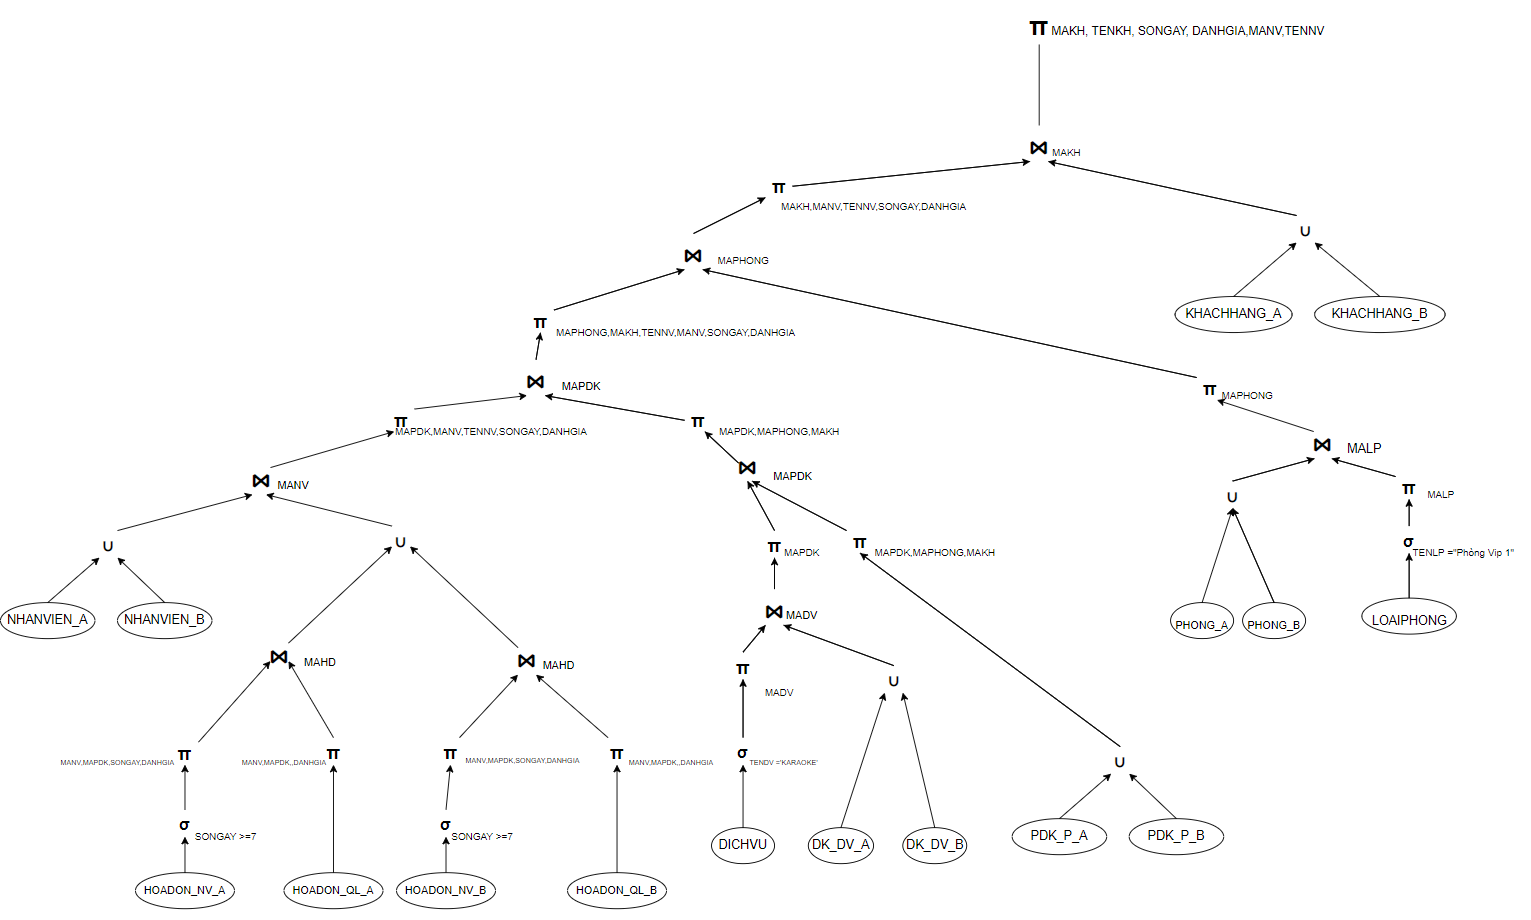 π MAKH, TENKH, SONGAY, DANHGIA,MANV,TENNV
⋈ MAKH
π
MAKH,MANV,TENNV,SONGAY,DANHGIA
∪
⋈ MAPHONG
KHACHHANG_A
KHACHHANG_B
π
MAPHONG,MAKH,TENNV,MANV,SONGAY,DANHGIA
⋈ MAPDK
π MAPHONG
π
MAPDK,MANV,TENNV,SONGAY,DANHGIA
π
MAPDK,MAPHONG,MAKH
⋈ MALP
⋈ MAPDK
⋈ MANV
∪
π MALP
∪
∪
π MAPDK
π MAPDK,MAPHONG,MAKH
σ TENLP ="Phòng Vip 1"
NHANVIEN_A
NHANVIEN_B
⋈ MADV
PHONG_A
PHONG_B
LOAIPHONG
⋈ MAHD
⋈ MAHD
π
MADV
∪
MANV,MAPDK,SONGAY,DANHGIA π
MANV,MAPDK,,DANHGIA π
π MANV,MAPDK,SONGAY,DANHGIA
π MANV,MAPDK,,DANHGIA
σ TENDV ='KARAOKE'
∪
σ SONGAY >=7
σ SONGAY >=7
DICHVU
DK_DV_A
DK_DV_B
PDK_P_A
PDK_P_B
HOADON_NV_A
HOADON_QL_A
HOADON_NV_B
HOADON_QL_B